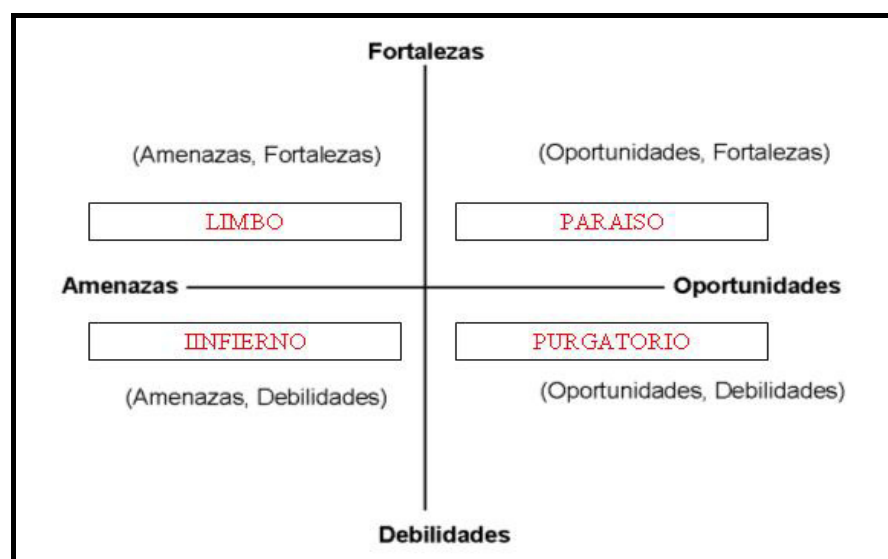 Fortalezas
(Amenazas, Fortalezas)
(Oportunidades, Fortalezas)
LIMBO
PARAISO
Amenazas
Oportunidades
IINFIERNO
PURGATORIO
(Amenazas, Debilidades)
(Oportunidades, Debilidades)
Debilidades